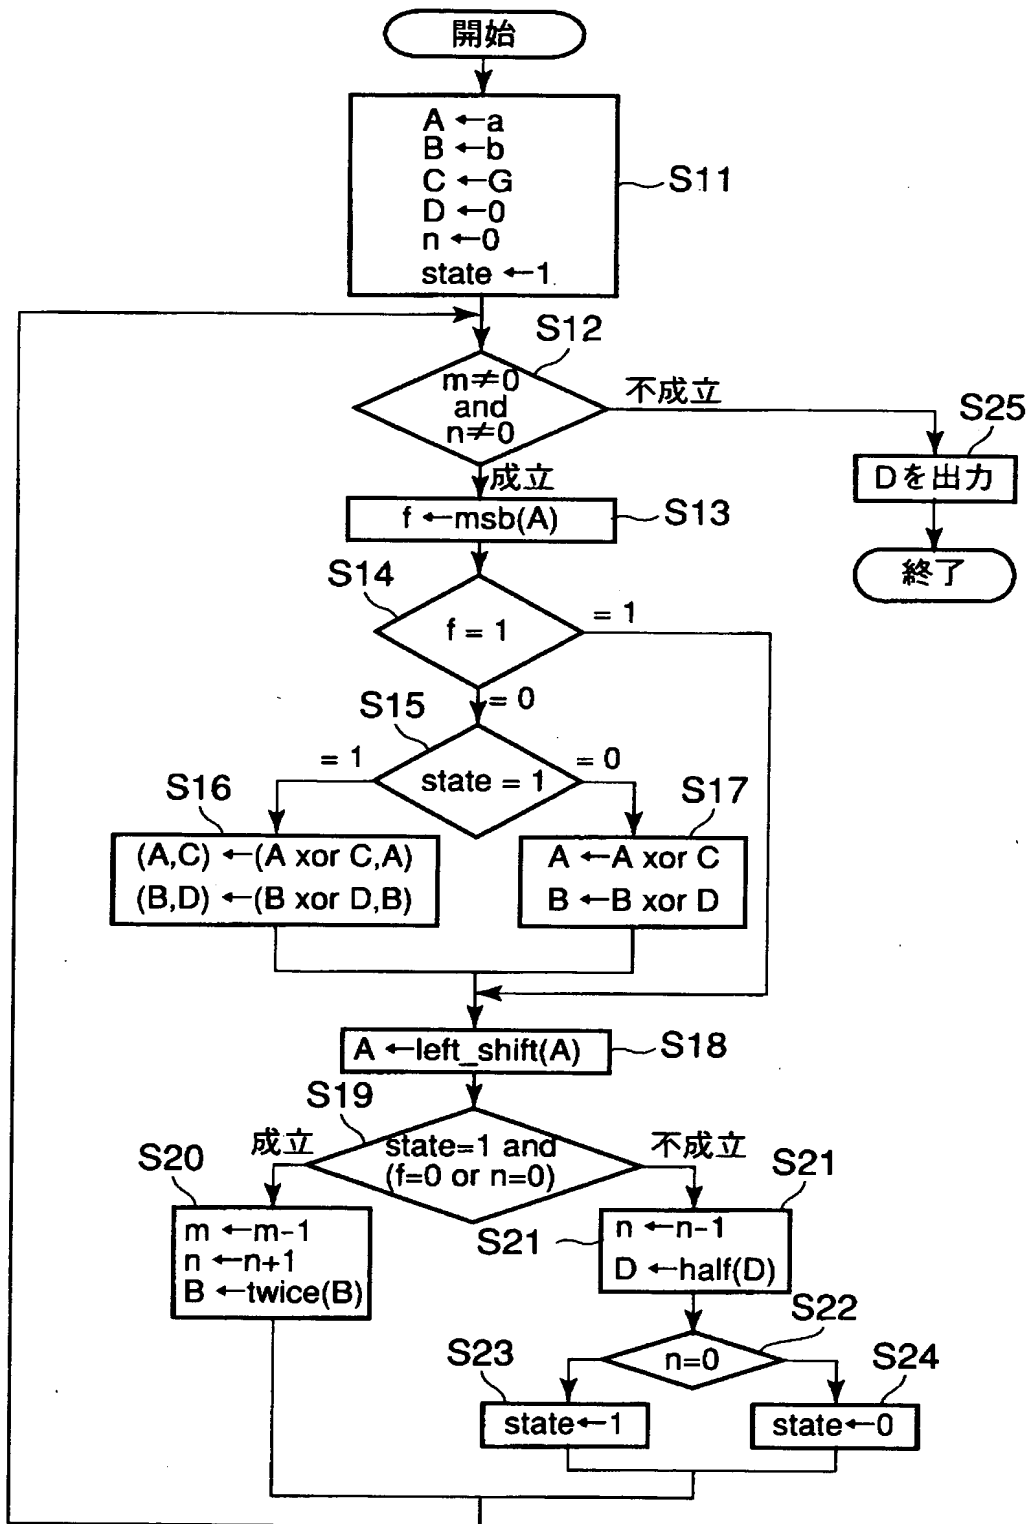 開始
A ←a
B ←b
C ←G
D ←0
n ←0
state ←1
S11
S12
m≠0
and
n≠0
不成立
S25
Dを出力
終了
成立
f ←msb(A)
S13
S14
f = 1
= 1
= 0
S15
state = 1
= 1
= 0
S16
(A,C) ←(A xor C,A)
(B,D) ←(B xor D,B)
S17
A ←A xor C
B ←B xor D
A ←left_shift(A)
S18
S19
state=1 and
(f=0 or n=0)
成立
不成立
S20
m ←m-1
n ←n+1
B ←twice(B)
S21
S21
n ←n-1
D ←half(D)
S22
n=0
S23
state←1
S24
state←0